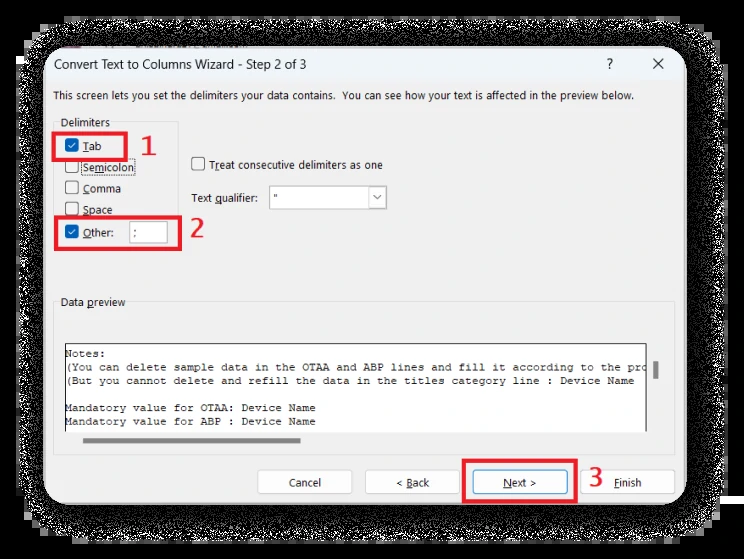 Convert Text to Columns Wizard - Step 2 of 3 ?
This screen lets you set the delimiters your data contains. You can see how your text is affected in the preview below.
Delimiters
Tab 1
Semicolon
Comma
Space
Other: : 2
Treat consecutive delimiters as one
Text qualifier: "
Data preview
Notes:
(You can delete sample data in the OTAA and ABP lines and fill it according to the pro
(But you cannot delete and refill the data in the titles category line : Device Name
Mandatory value for OTAA: Device Name
Mandatory value for ABP : Device Name
Cancel < Back Next > 3 Finish